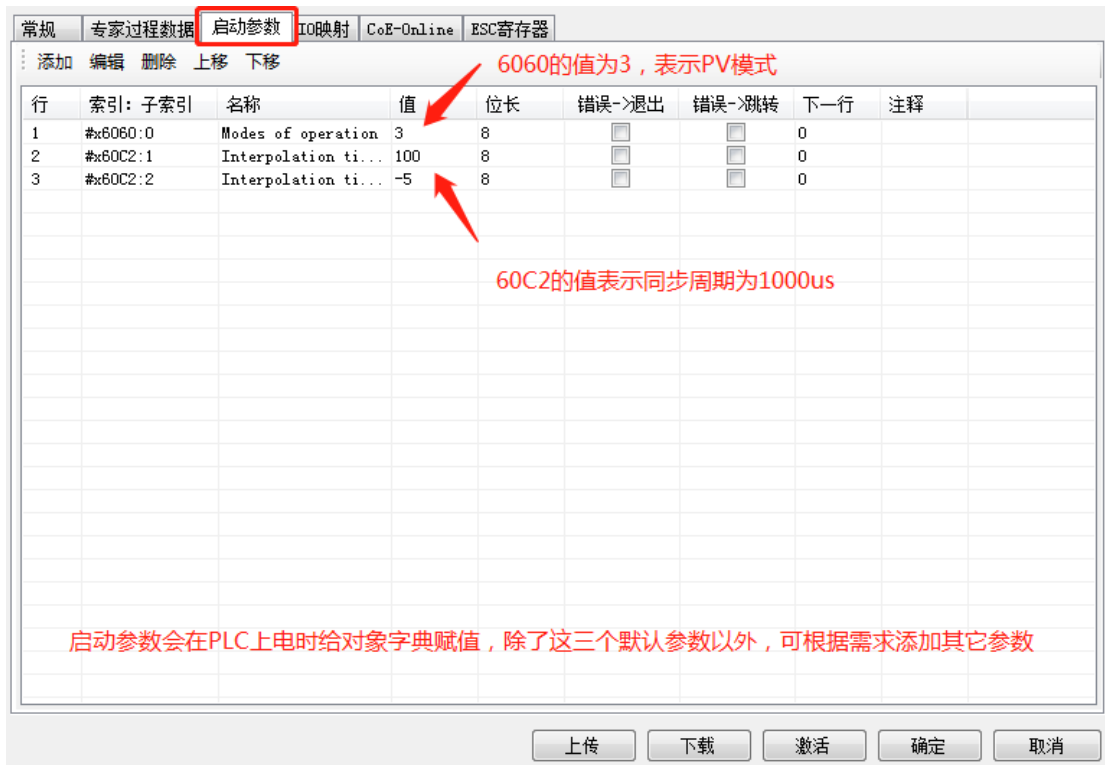 常规 专家过程数据 启动参数 IO映射 CoE-Online ESC寄存器
添加 编辑 删除 上移 下移
6060的值为3，表示PV模式
行 索引: 子索引 名称 值 位长 错误->退出 错误->跳转 下一行 注释
1 #x6060:0 Modes of operation 3 8 0
2 #x60C2:1 Interpolation ti... 100 8 0
3 #x60C2:2 Interpolation ti... -5 8 0
60C2的值表示同步周期为1000us
启动参数会在PLC上电时给对象字典赋值，除了这三个默认参数以外，可根据需求添加其它参数
上传 下载 激活 确定 取消